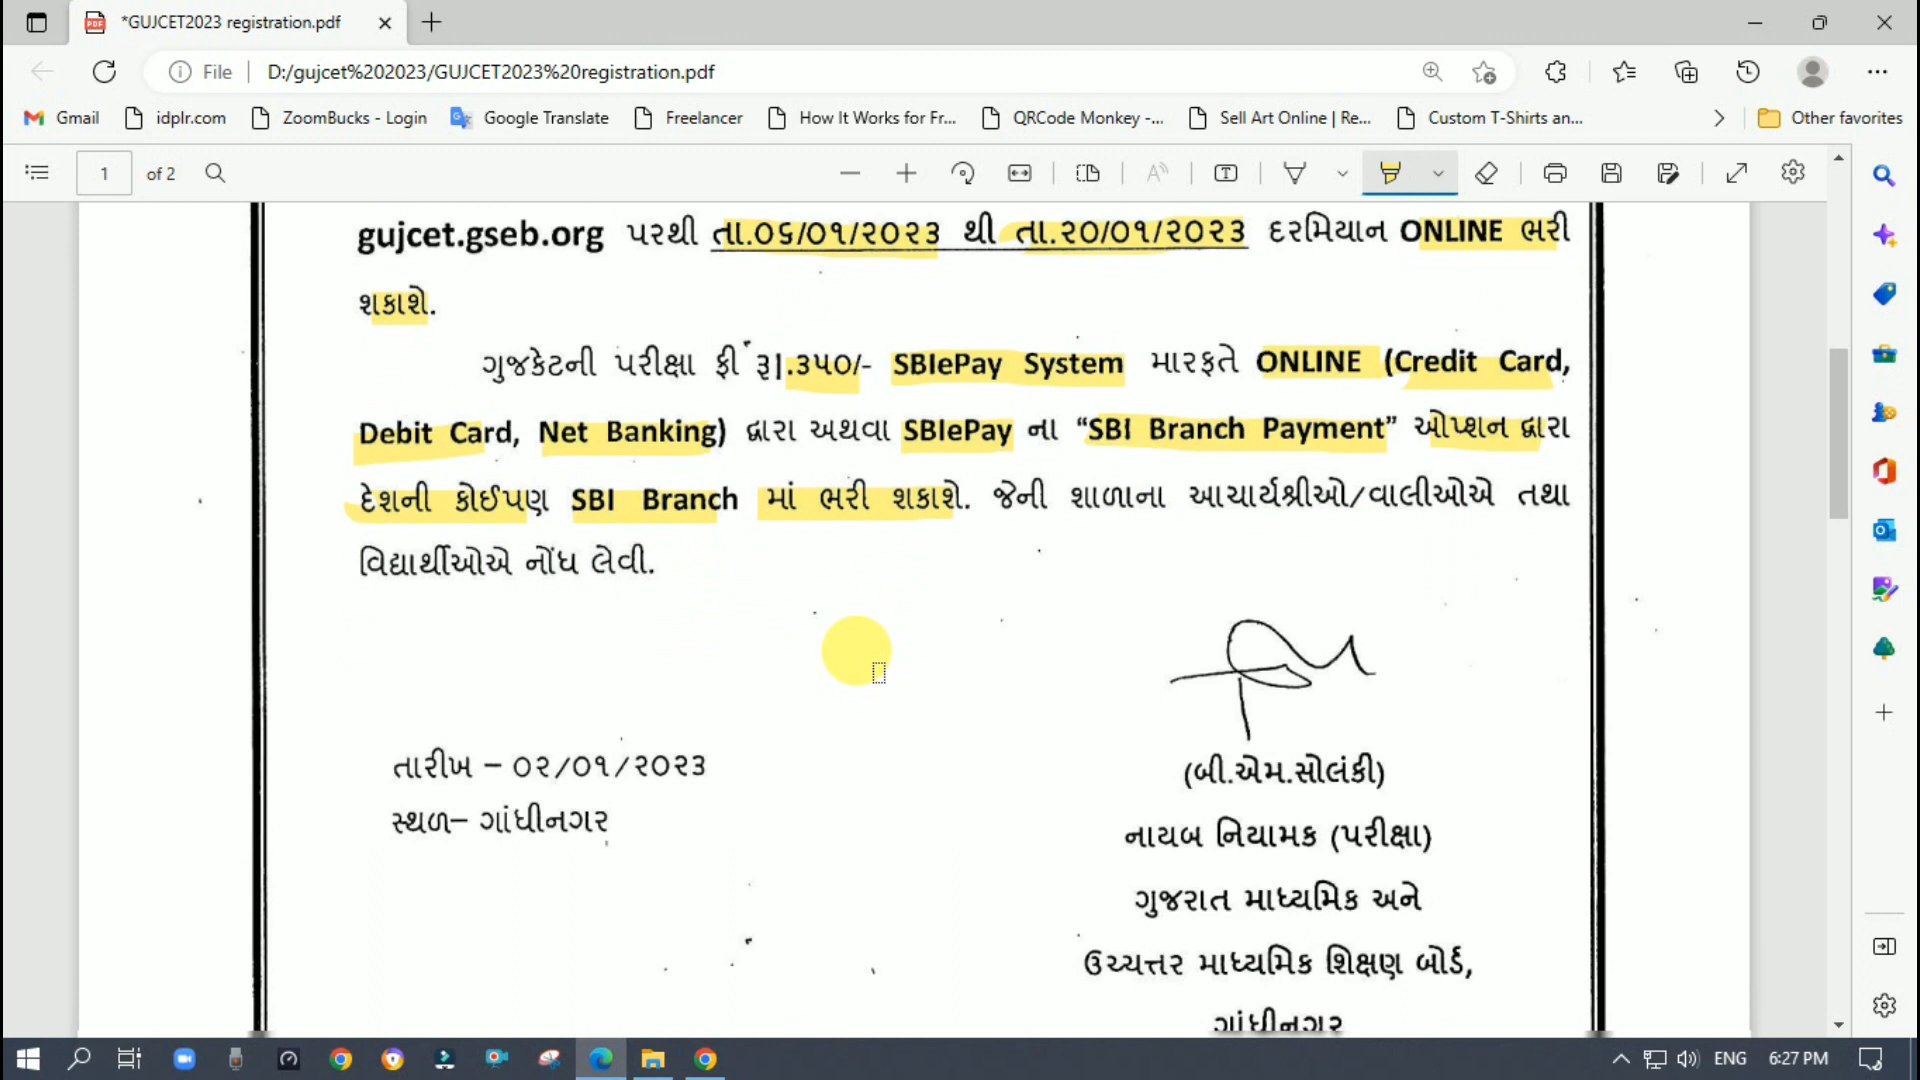 *GUJCET2023 registration.pdf
File
D:/gujcet%202023/GUJCET2023%20registration.pdf
Gmail
idplr.com
ZoomBucks - Login
Google Translate
Freelancer
How It Works for Fr...
QRCode Monkey -...
Sell Art Online | Re...
Custom T-Shirts an...
Other favorites
1 of 2
gujcet.gseb.org પરથી તા.૦૬/૦૧/૨૦૨૩ થી તા.૨૦/૦૧/૨૦૨૩ દરમિયાન ONLINE ભરી
શકાશે.
ગુજકેટની પરીક્ષા ફી રૂ|.૩૫૦/- SBIePay System મારફતે ONLINE (Credit Card,
Debit Card, Net Banking) દ્વારા અથવા SBIePay ના “SBI Branch Payment” ઓપ્શન દ્વારા
દેશની કોઈપણ SBI Branch માં ભરી શકાશે. જેની શાળાના આચાર્યશ્રીઓ/વાલીઓએ તથા
વિદ્યાર્થીઓએ નોંધ લેવી.
તારીખ – ૦૨/૦૧/૨૦૨૩
સ્થળ– ગાંધીનગર
(બી.એમ.સોલંકી)
નાયબ નિયામક (પરીક્ષા)
ગુજરાત માધ્યમિક અને
ઉચ્ચત્તર માધ્યમિક શિક્ષણ બોર્ડ,
ગાંધીનગર
ENG
6:27 PM